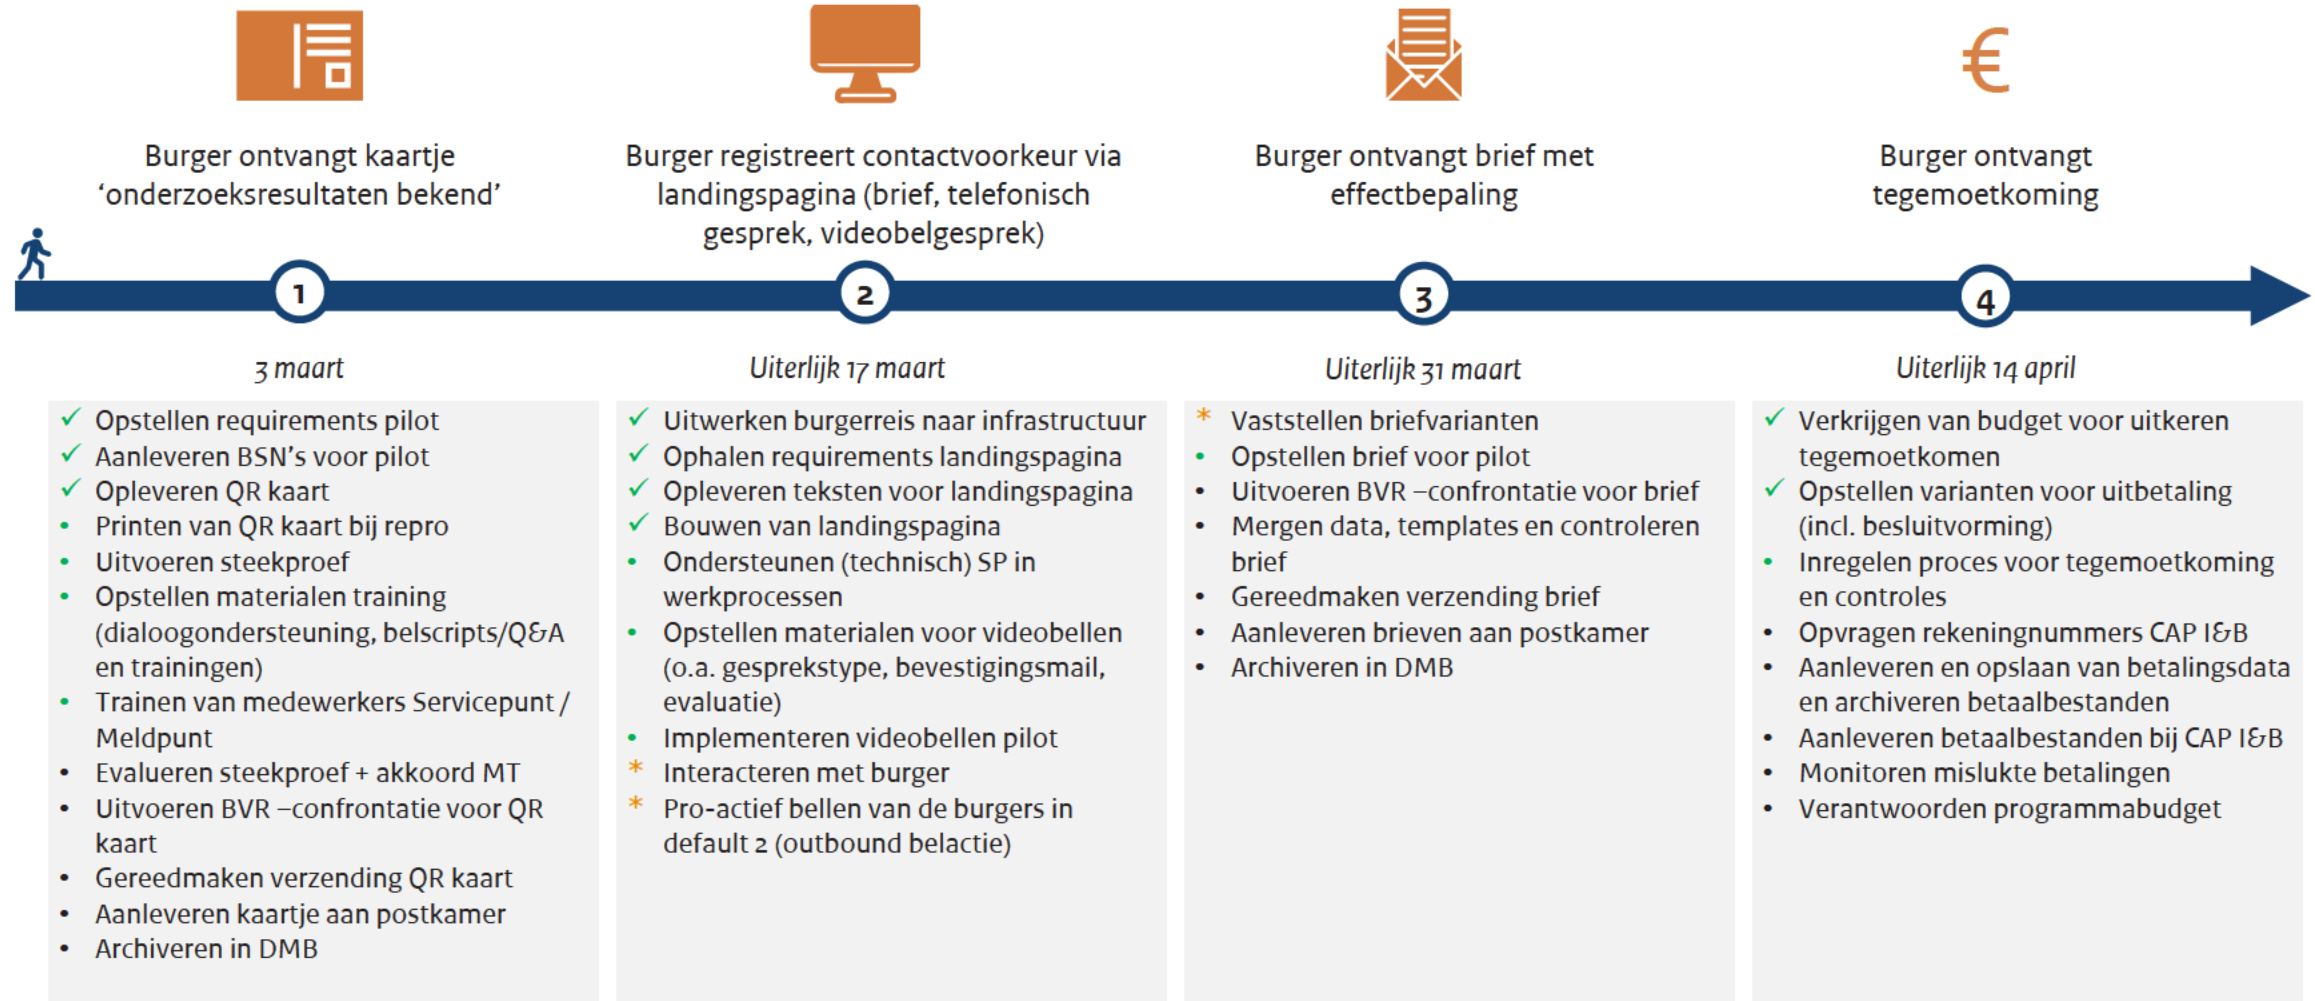 Burger ontvangt kaartje
‘onderzoeksresultaten bekend’
Burger registreert contactvoorkeur via
landingspagina (brief, telefonisch
gesprek, videobelgesprek)
Burger ontvangt brief met
effectbepaling
€
Burger ontvangt
tegemoetkoming
1
2
3
4
3 maart
Uiterlijk 17 maart
Uiterlijk 31 maart
Uiterlijk 14 april
✓ Opstellen requirements pilot
✓ Aanleveren BSN’s voor pilot
✓ Opleveren QR kaart
• Printen van QR kaart bij repro
• Uitvoeren steekproef
• Opstellen materialen training
(dialoogondersteuning, belscripts/Q&A
en trainingen)
• Trainen van medewerkers Servicepunt /
Meldpunt
• Evalueren steekproef + akkoord MT
• Uitvoeren BVR –confrontatie voor QR
kaart
• Gereedmaken verzending QR kaart
• Aanleveren kaartje aan postkamer
• Archiveren in DMB
✓ Uitwerken burgerreis naar infrastructuur
✓ Ophalen requirements landingspagina
✓ Opleveren teksten voor landingspagina
✓ Bouwen van landingspagina
• Ondersteunen (technisch) SP in
werkprocessen
• Opstellen materialen voor videobellen
(o.a. gesprekstype, bevestigingsmail,
evaluatie)
• Implementeren videobellen pilot
* Interacteren met burger
* Pro-actief bellen van de burgers in
default 2 (outbound belactie)
* Vaststellen briefvarianten
• Opstellen brief voor pilot
• Uitvoeren BVR –confrontatie voor brief
• Mergen data, templates en controleren
brief
• Gereedmaken verzending brief
• Aanleveren brieven aan postkamer
• Archiveren in DMB
✓ Verkrijgen van budget voor uitkeren
tegemoetkomen
✓ Opstellen varianten voor uitbetaling
(incl. besluitvorming)
• Inregelen proces voor tegemoetkoming
en controles
• Opvragen rekeningnummers CAP I&B
• Aanleveren en opslaan van betalingsdata
en archiveren betaalbestanden
• Aanleveren betaalbestanden bij CAP I&B
• Monitoren mislukte betalingen
• Verantwoorden programmabudget